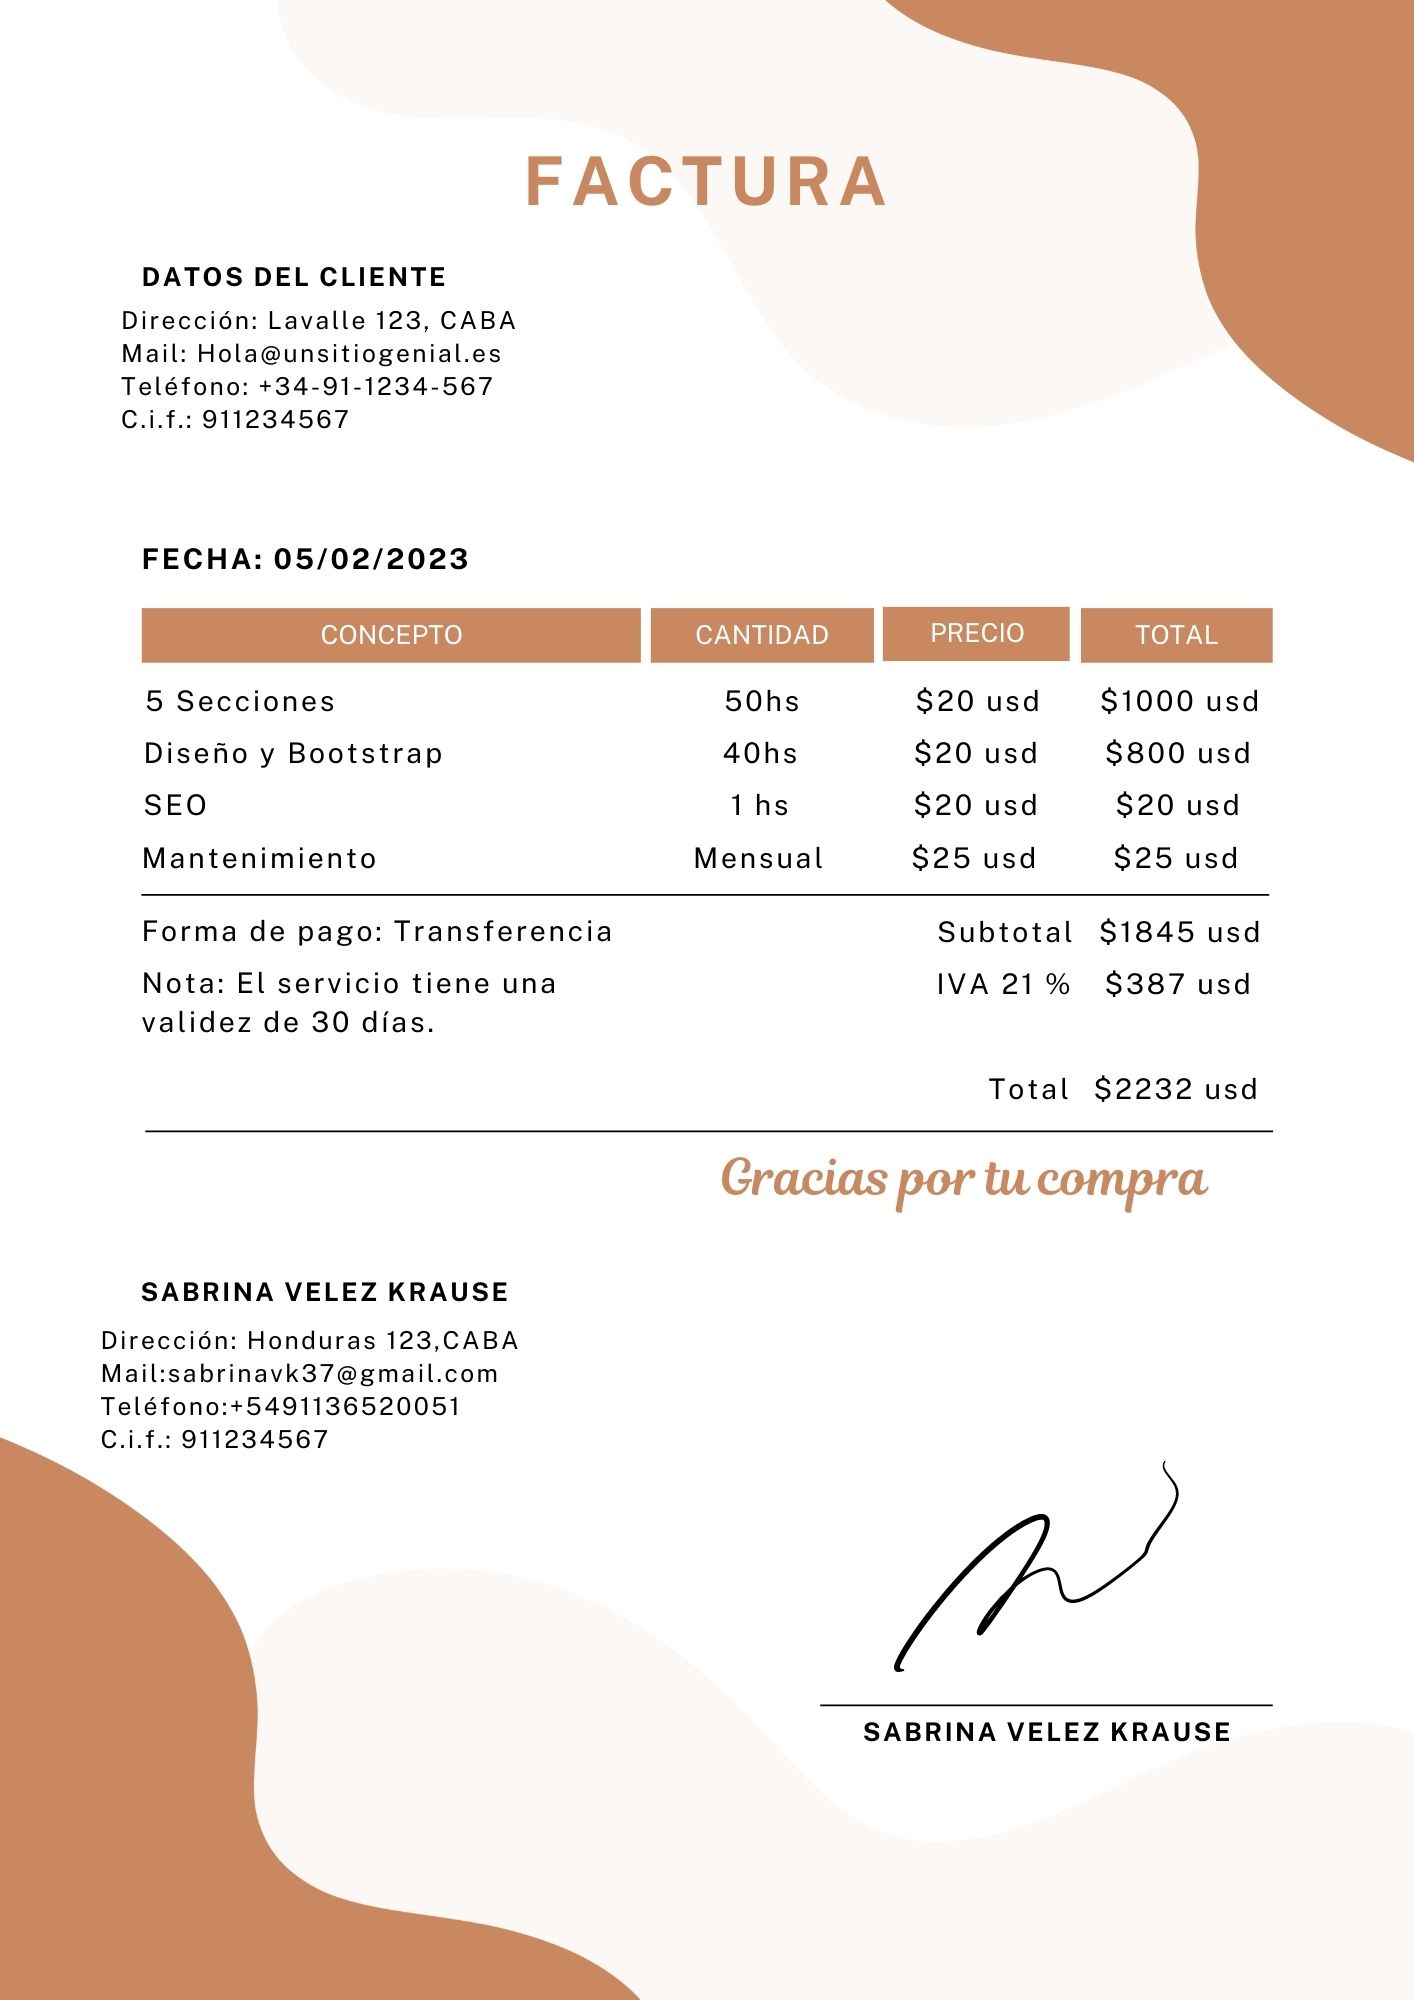 FACTURA
DATOS DEL CLIENTE
Dirección: Lavalle 123, CABA
Mail: Hola@unsitiogenial.es
Teléfono: +34-91-1234-567
C.i.f.: 911234567
FECHA: 05/02/2023
CONCEPTO CANTIDAD PRECIO TOTAL
5 Secciones 50hs $20 usd $1000 usd
Diseño y Bootstrap 40hs $20 usd $800 usd
SEO 1 hs $20 usd $20 usd
Mantenimiento Mensual $25 usd $25 usd
Forma de pago: Transferencia Subtotal $1845 usd
Nota: El servicio tiene una IVA 21 % $387 usd
validez de 30 días.
Total $2232 usd
Gracias por tu compra
SABRINA VELEZ KRAUSE
Dirección: Honduras 123,CABA
Mail:sabrinavk37@gmail.com
Teléfono:+5491136520051
C.i.f.: 911234567
SABRINA VELEZ KRAUSE